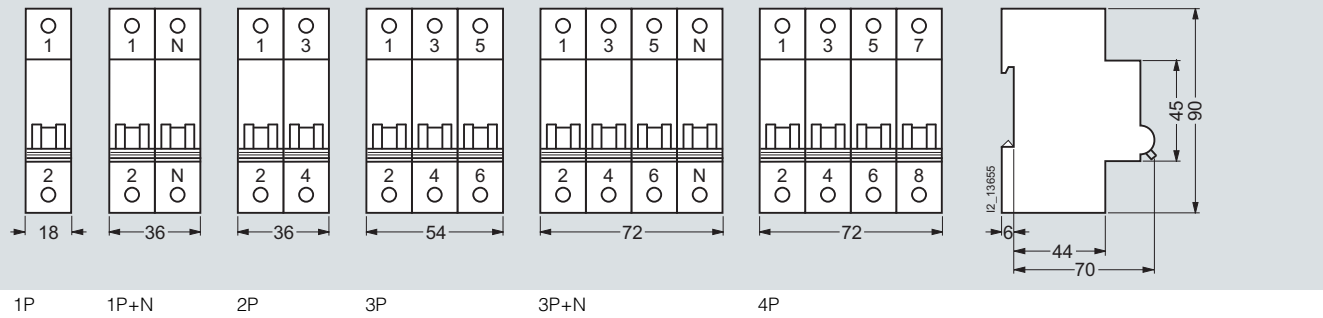 1 1 N 1 3 1 3 5 1 3 5 N 1 3 5 7
45
90
2 2 N 2 4 2 4 6 2 4 6 N 2 4 6 8
I2_13655
18 36 36 54 72 72 6
44
70
1P 1P+N 2P 3P 3P+N 4P